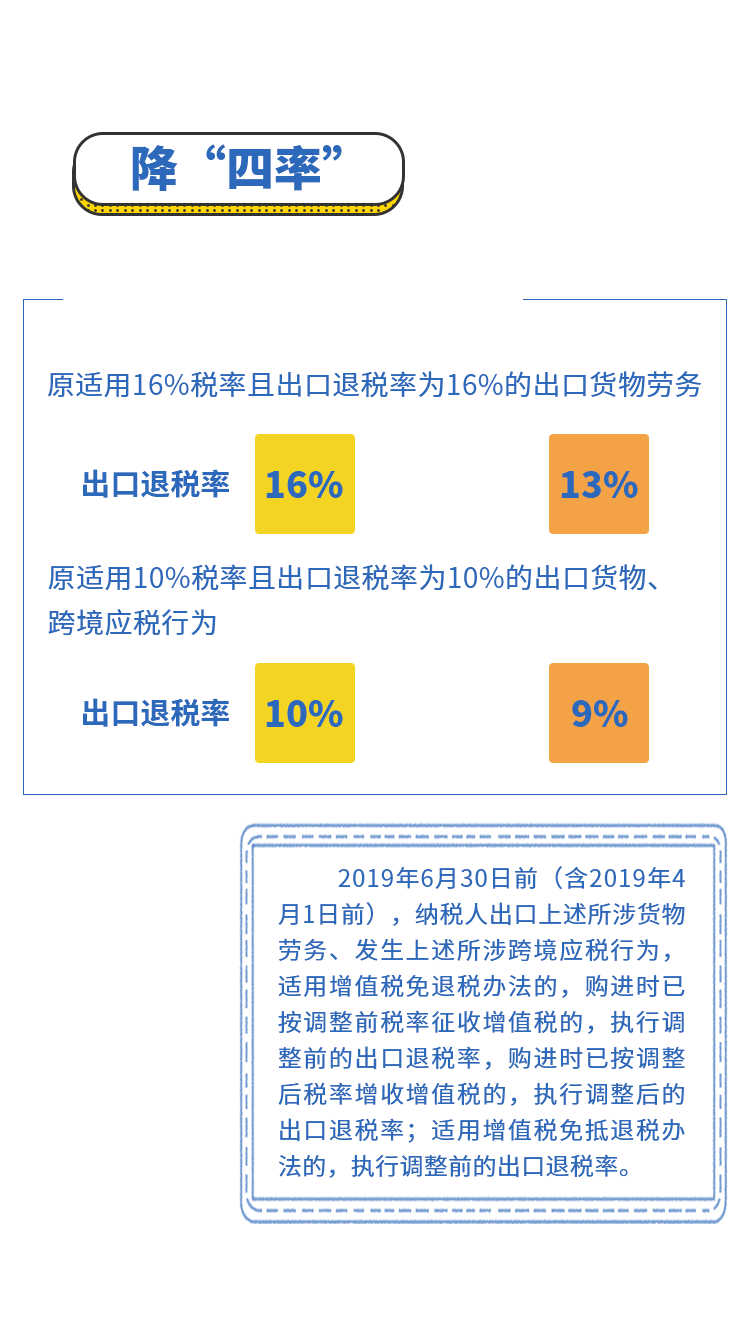 降“四率”
原适用16%税率且出口退税率为16%的出口货物劳务
出口退税率 16% 13%
原适用10%税率且出口退税率为10%的出口货物、
跨境应税行为
出口退税率 10% 9%
2019年6月30日前（含2019年4
月1日前），纳税人出口上述所涉货物
劳务、发生上述所涉跨境应税行为，
适用增值税免退税办法的，购进时已
按调整前税率征收增值税的，执行调
整前的出口退税率，购进时已按调整
后税率增收增值税的，执行调整后的
出口退税率；适用增值税免抵退税办
法的，执行调整前的出口退税率。